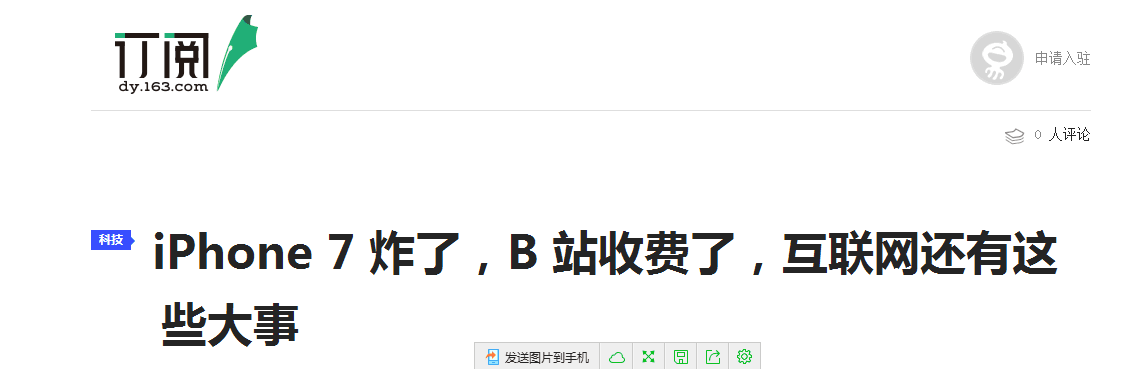 订阅
dy.163.com
申请入驻
0 人评论
科技
iPhone 7 炸了，B 站收费了，互联网还有这
些大事
发送图片到手机